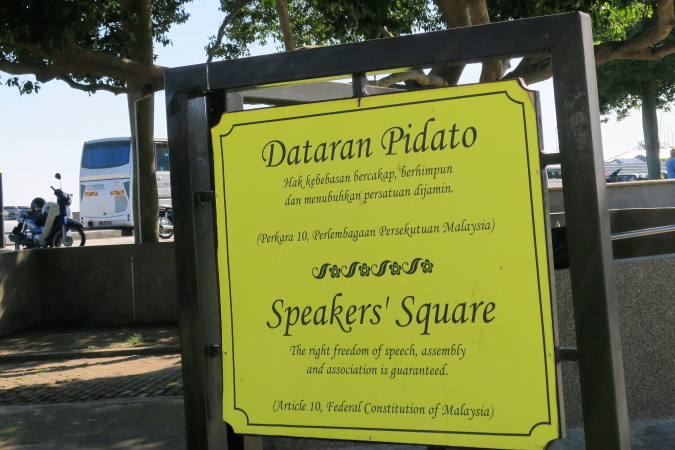 Dataran Pidato
Hak kebebasan bercakap, berhimpun
dan menubuhkan persatuan dijamin.
(Perkara 10, Perlembagaan Persekutuan Malaysia)
Speakers' Square
The right freedom of speech, assembly
and association is guaranteed.
(Article 10, Federal Constitution of Malaysia)